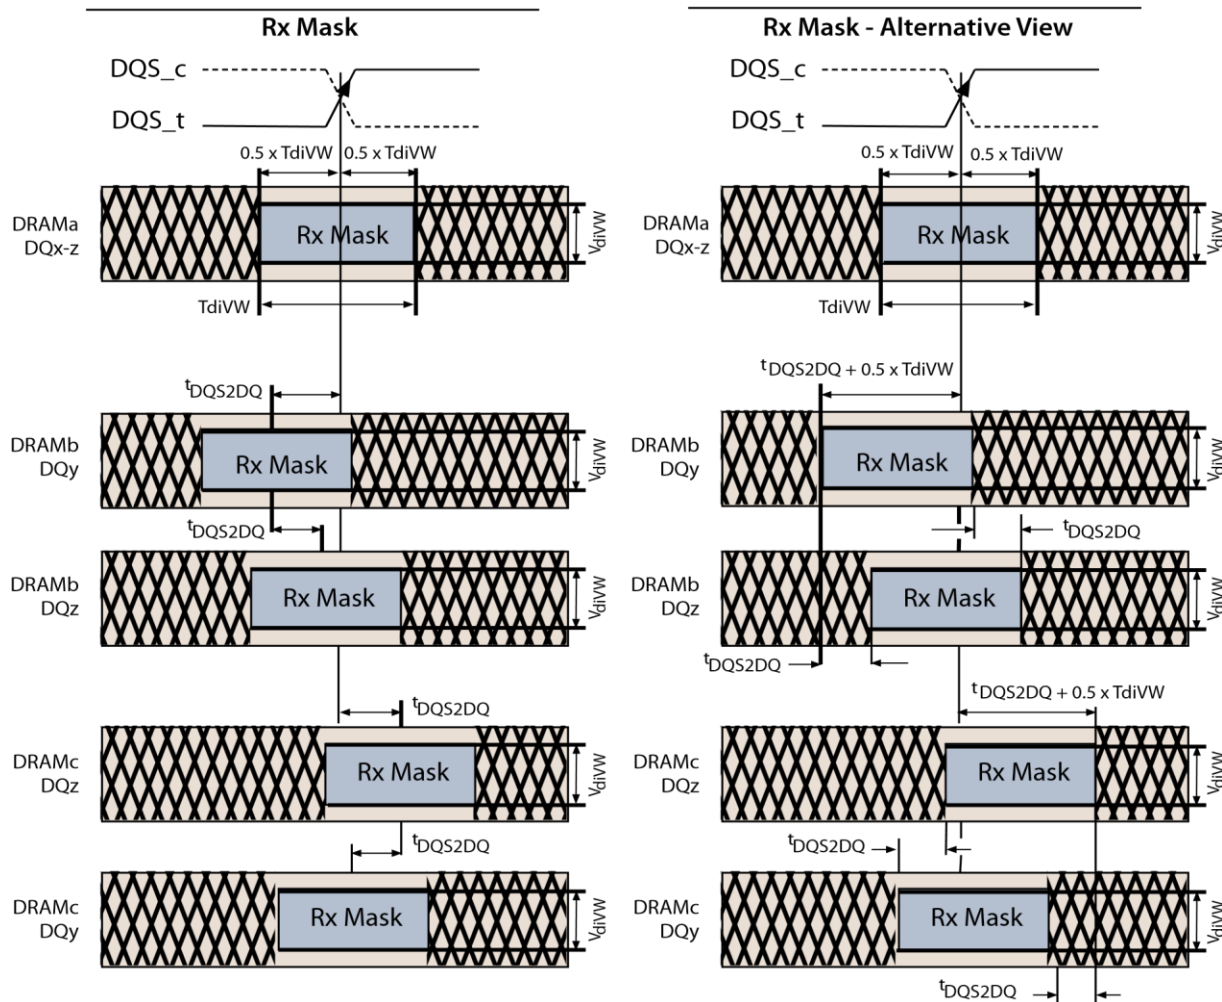 Rx Mask
DQS_c
DQS_t
0.5 x TdiVW 0.5 x TdiVW
DRAMa
DQx-z
Rx Mask
VdiVW
TdiVW
tDQS2DQ
DRAMb
DQy
Rx Mask
VdiVW
tDQS2DQ
DRAMb
DQz
Rx Mask
VdiVW
tDQS2DQ
DRAMc
DQz
Rx Mask
VdiVW
tDQS2DQ
DRAMc
DQy
Rx Mask
VdiVW
Rx Mask - Alternative View
DQS_c
DQS_t
0.5 x TdiVW 0.5 x TdiVW
DRAMa
DQx-z
Rx Mask
VdiVW
TdiVW
tDQS2DQ + 0.5 x TdiVW
DRAMb
DQy
Rx Mask
VdiVW
tDQS2DQ
DRAMb
DQz
Rx Mask
VdiVW
tDQS2DQ
tDQS2DQ + 0.5 x TdiVW
DRAMc
DQz
Rx Mask
VdiVW
tDQS2DQ
DRAMc
DQy
Rx Mask
VdiVW
tDQS2DQ